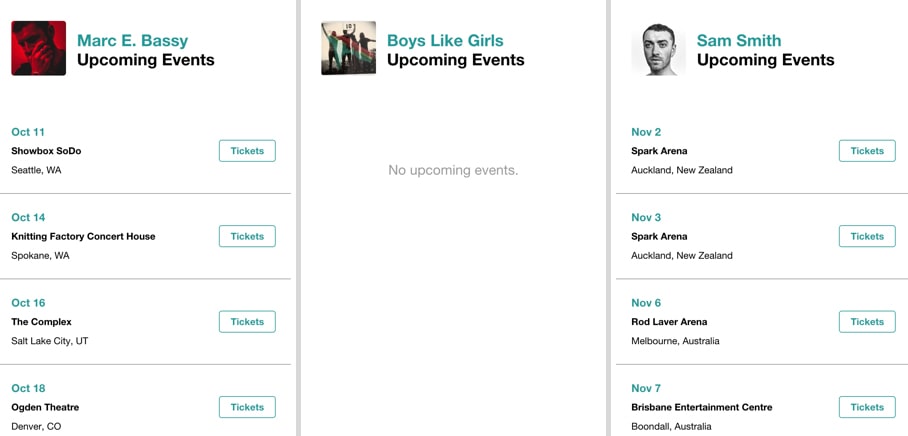 Marc E. Bassy
Upcoming Events
Oct 11
Showbox SoDo
Seattle, WA
Tickets
Oct 14
Knitting Factory Concert House
Spokane, WA
Tickets
Oct 16
The Complex
Salt Lake City, UT
Tickets
Oct 18
Ogden Theatre
Denver, CO
Tickets
Boys Like Girls
Upcoming Events
No upcoming events.
Sam Smith
Upcoming Events
Nov 2
Spark Arena
Auckland, New Zealand
Tickets
Nov 3
Spark Arena
Auckland, New Zealand
Tickets
Nov 6
Rod Laver Arena
Melbourne, Australia
Tickets
Nov 7
Brisbane Entertainment Centre
Boondall, Australia
Tickets